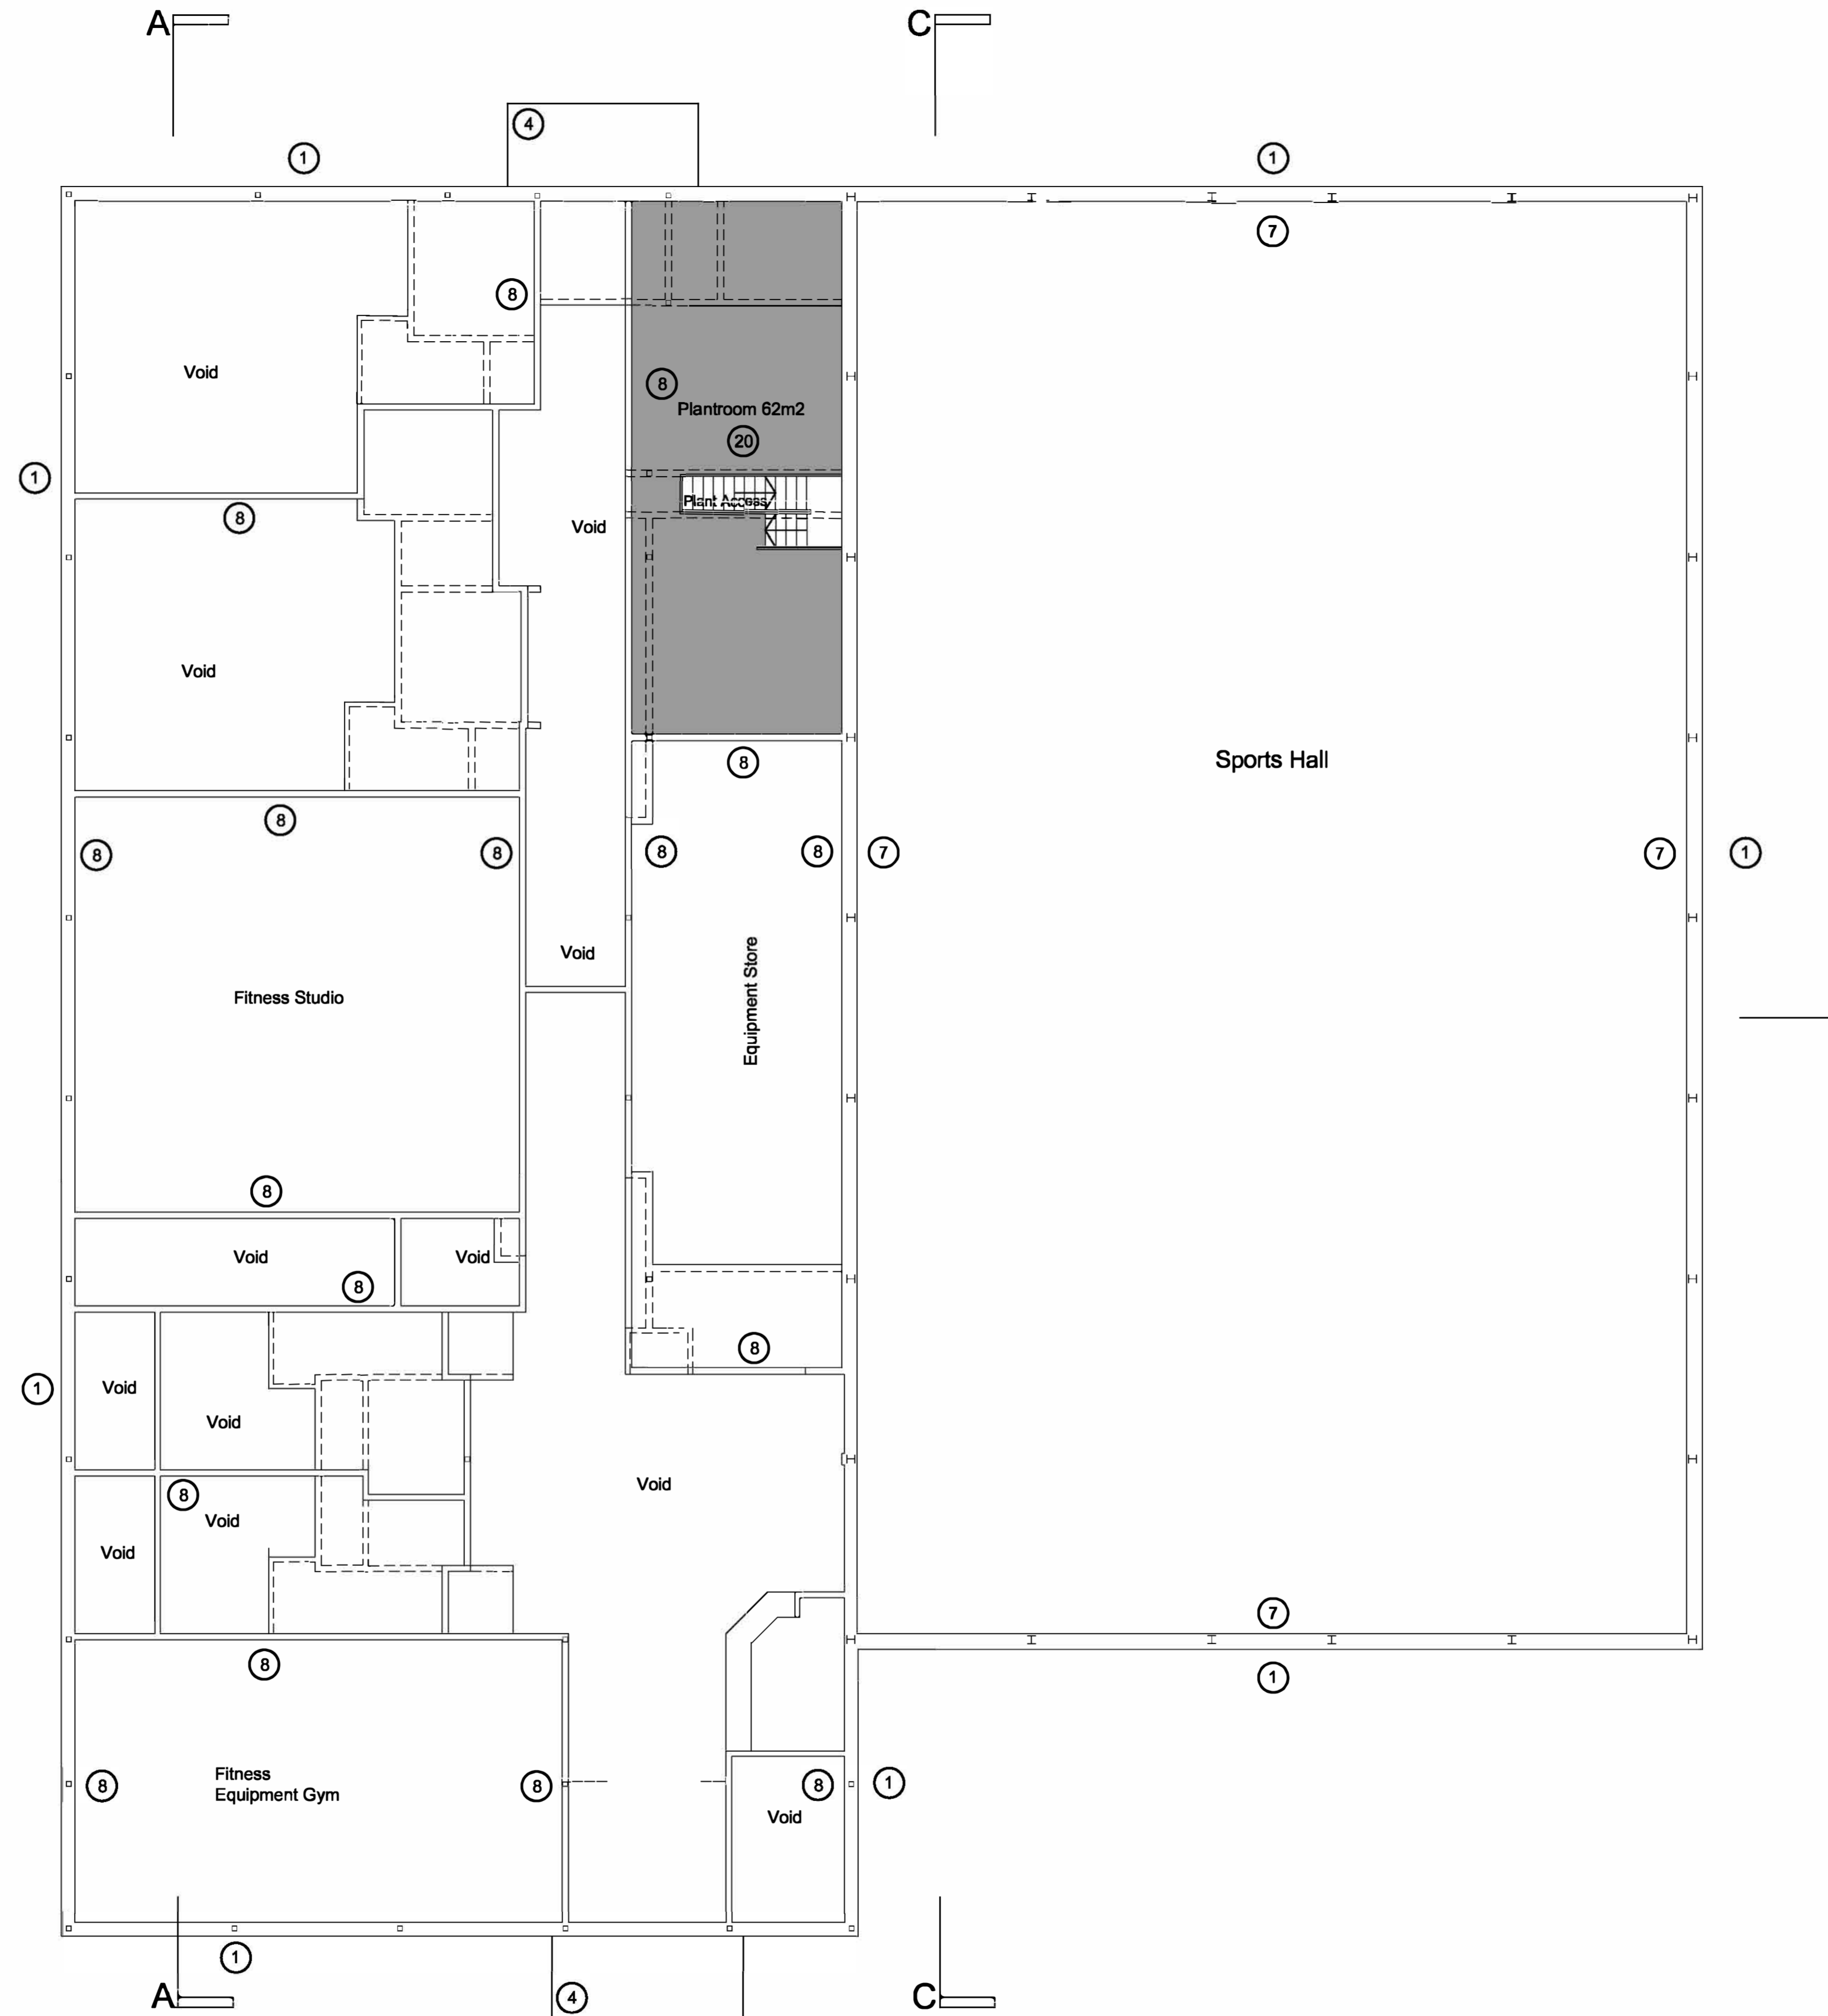 A
C
4
1
1
7
8
Void
8
Plantroom 62m2
20
1
Plant Access
8
Void
Void
Sports Hall
8
8
8
8
8
8
7
7
1
Void
Equipment Store
Fitness Studio
8
Void
Void
8
8
1
Void
Void
Void
8
Void
Void
7
8
1
Fitness
Equipment Gym
8
8
8
1
Void
1
A
4
C